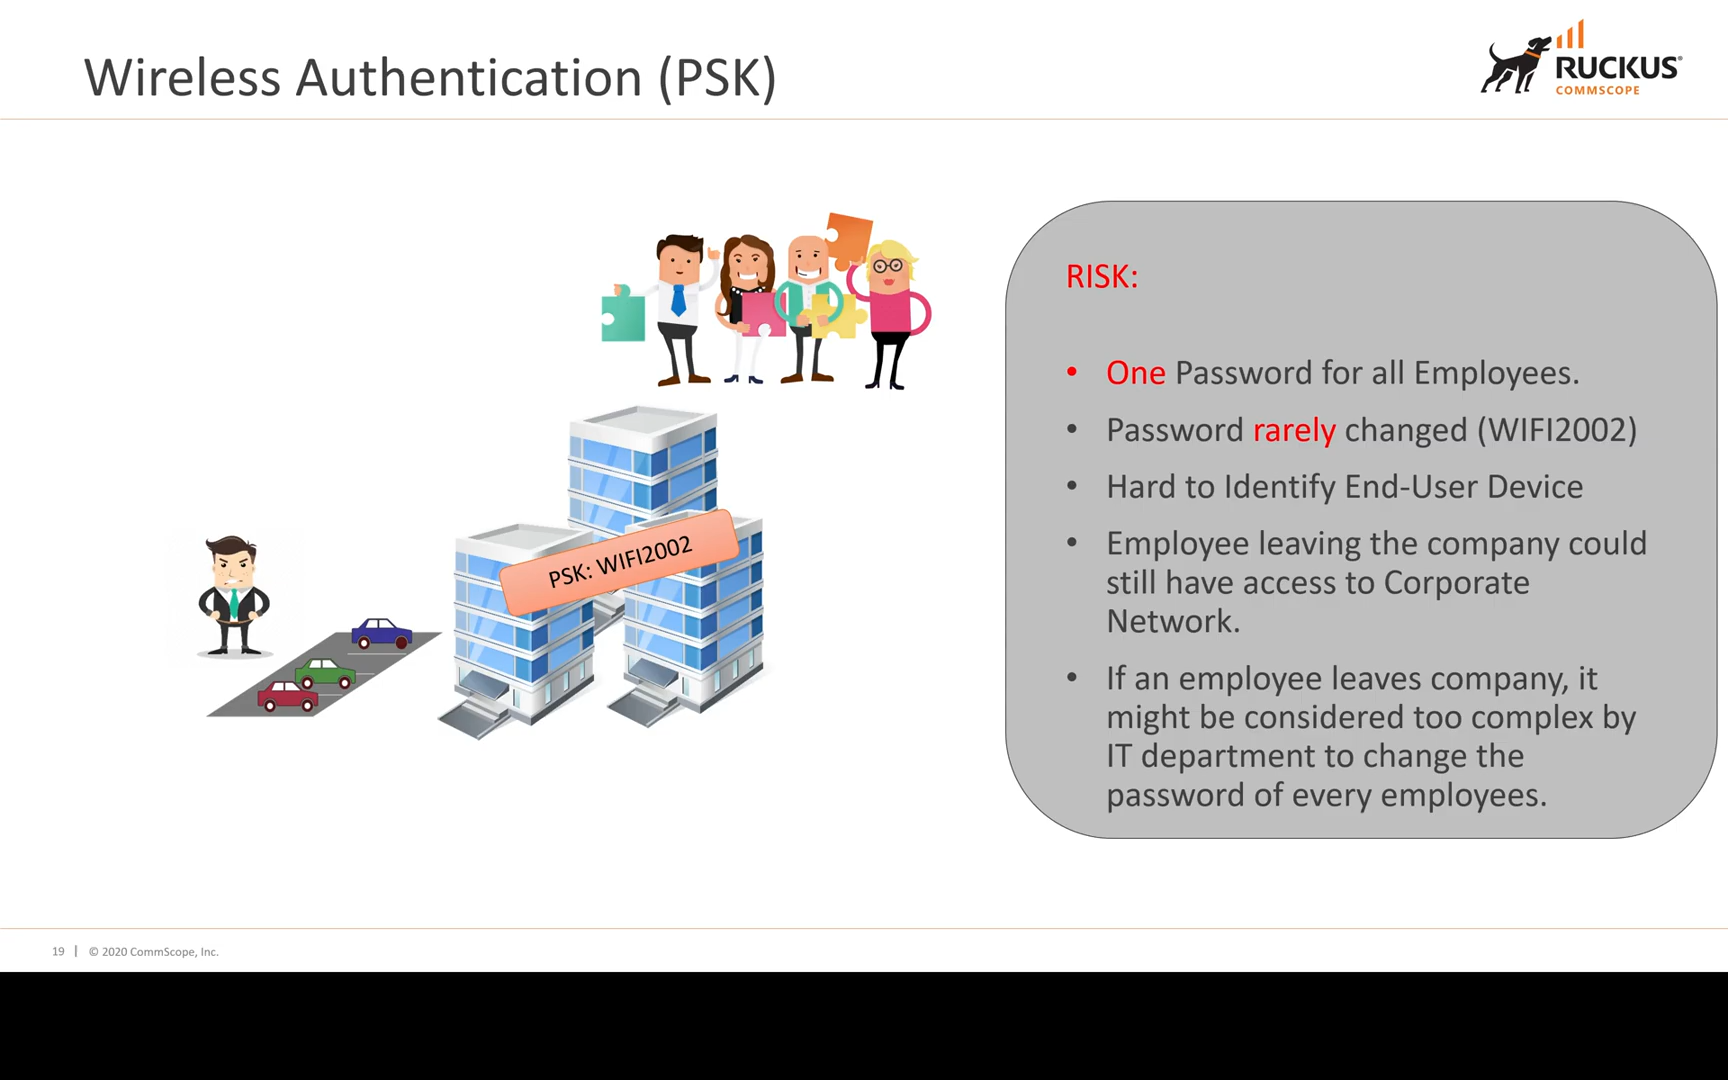 Wireless Authentication (PSK)
RUCKUS®
COMMSCOPE
PSK: WIFI2002
RISK:
• One Password for all Employees.
• Password rarely changed (WIFI2002)
• Hard to Identify End-User Device
• Employee leaving the company could
still have access to Corporate
Network.
• If an employee leaves company, it
might be considered too complex by
IT department to change the
password of every employees.
19 | © 2020 CommScope, Inc.